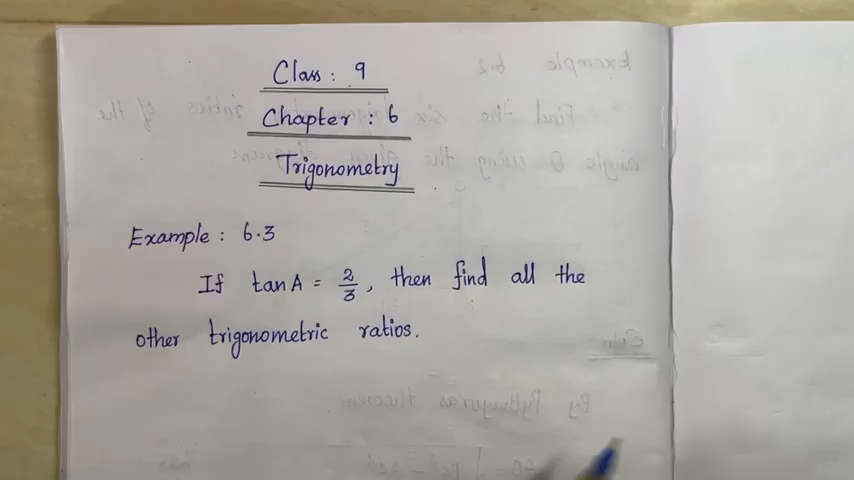 Class : 9
Chapter : 6
Trigonometry
Example : 6.3
If tan A = 2/3, then find all the
other trigonometric ratios.